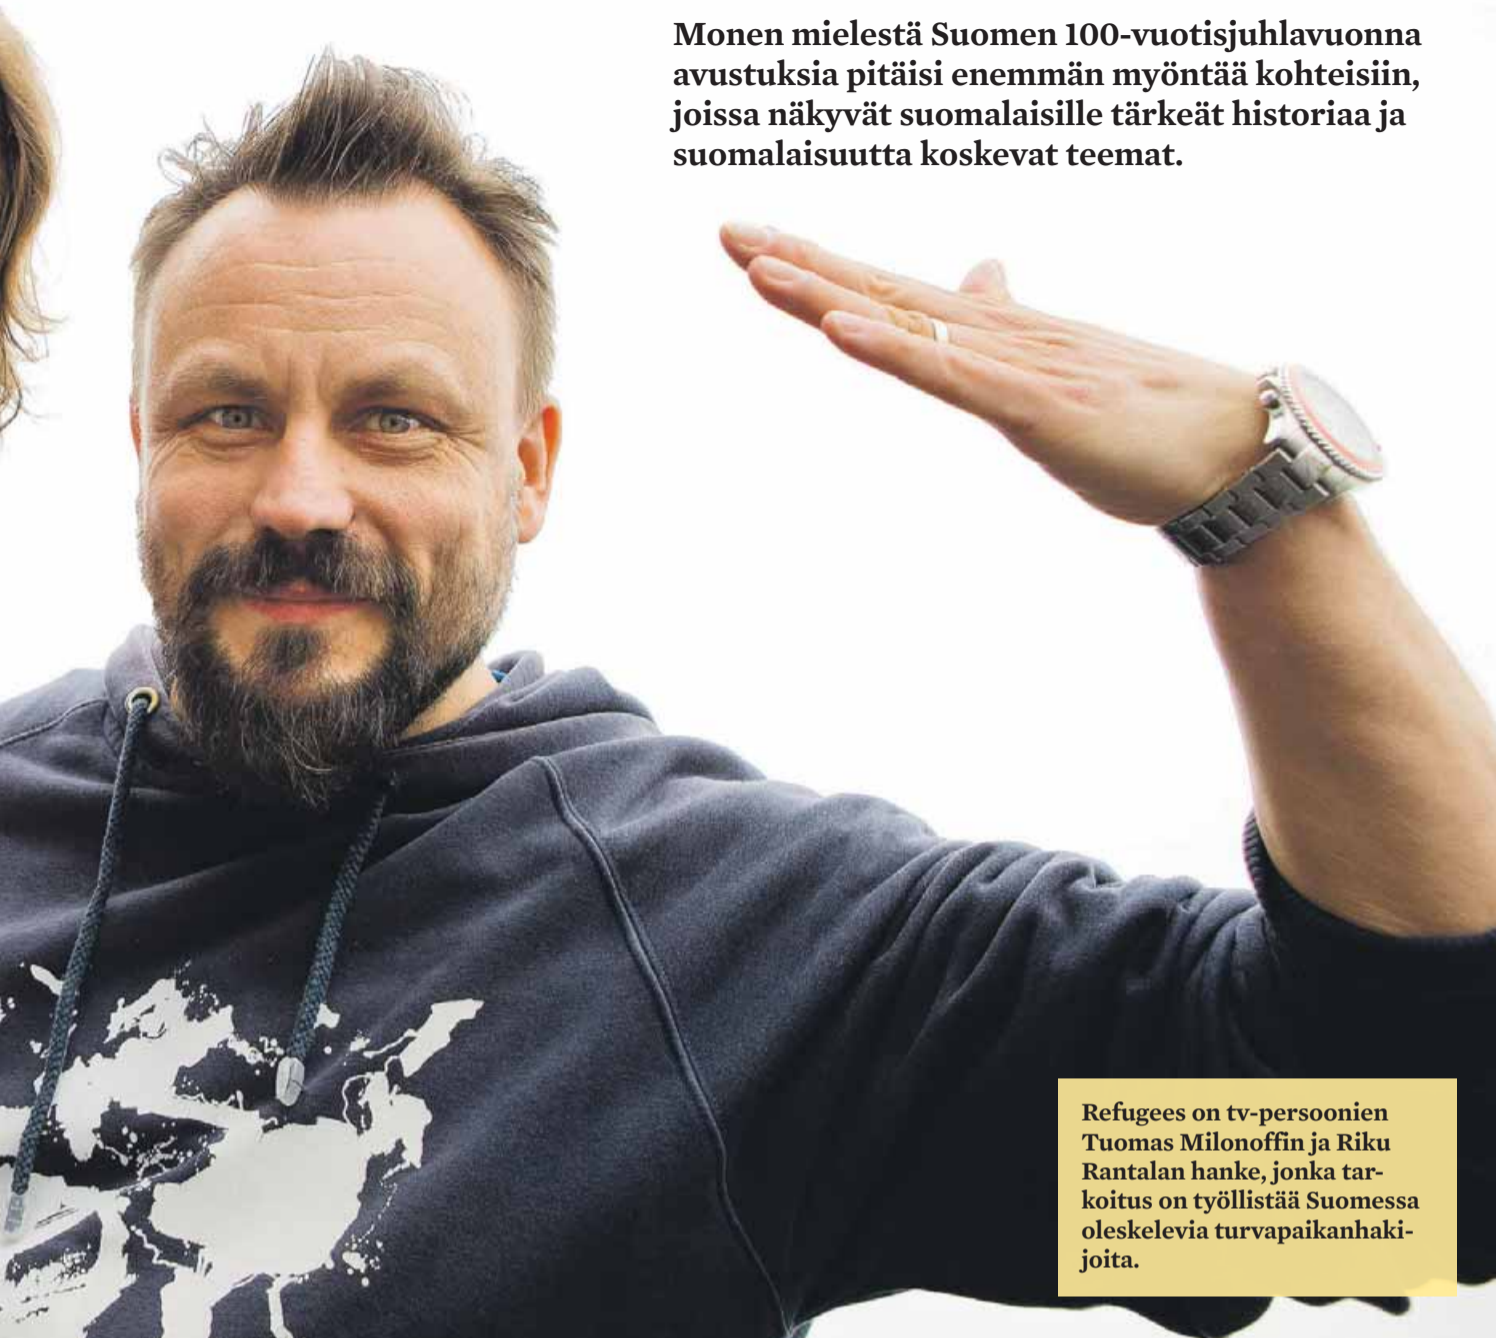 Monen mielestä Suomen 100-vuotisjuhlavuonna
avustuksia pitäisi enemmän myöntää kohteisiin,
joissa näkyvät suomalaisille tärkeät historiaa ja
suomalaisuutta koskevat teemat.
Refugees on tv-persoonien
Tuomas Milonoffin ja Riku
Rantalan hanke, jonka tar-
koitus on työllistää Suomessa
oleskelevia turvapaikanhaki-
joita.